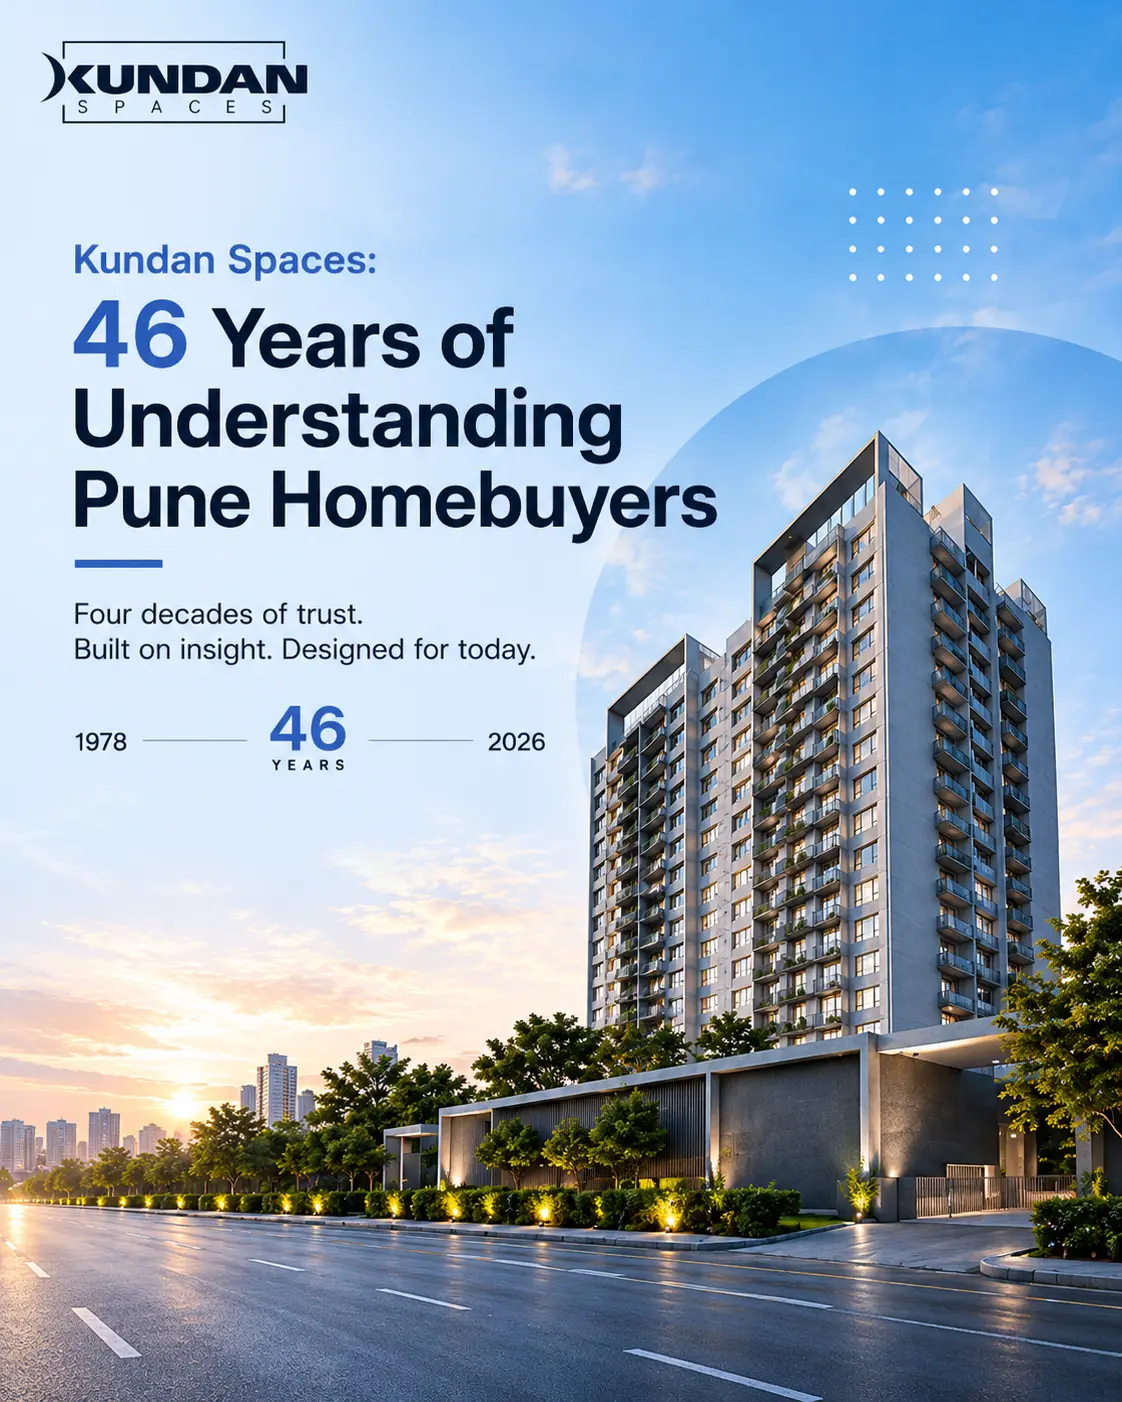 KUNDAN
SPACES
Kundan Spaces:
46 Years of
Understanding
Pune Homebuyers
Four decades of trust.
Built on insight. Designed for today.
1978 46 2026
YEARS